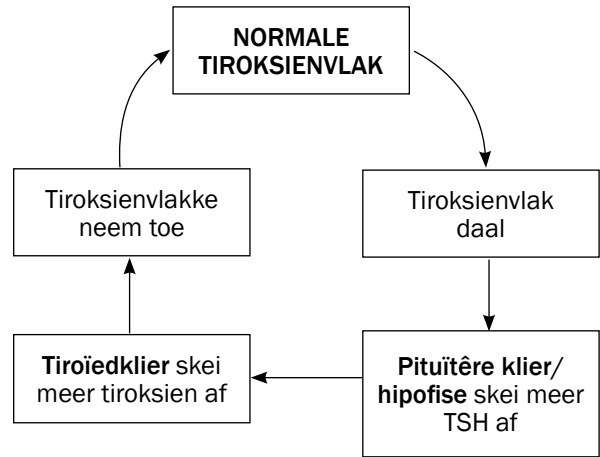 NORMALE
TIROKSIENVLAK
Tiroksienvlak
daal
Pituïtêre klier/
hipofise skei meer
TSH af
Tiroïedklier skei
meer tiroksien af
Tiroksienvlakke
neem toe